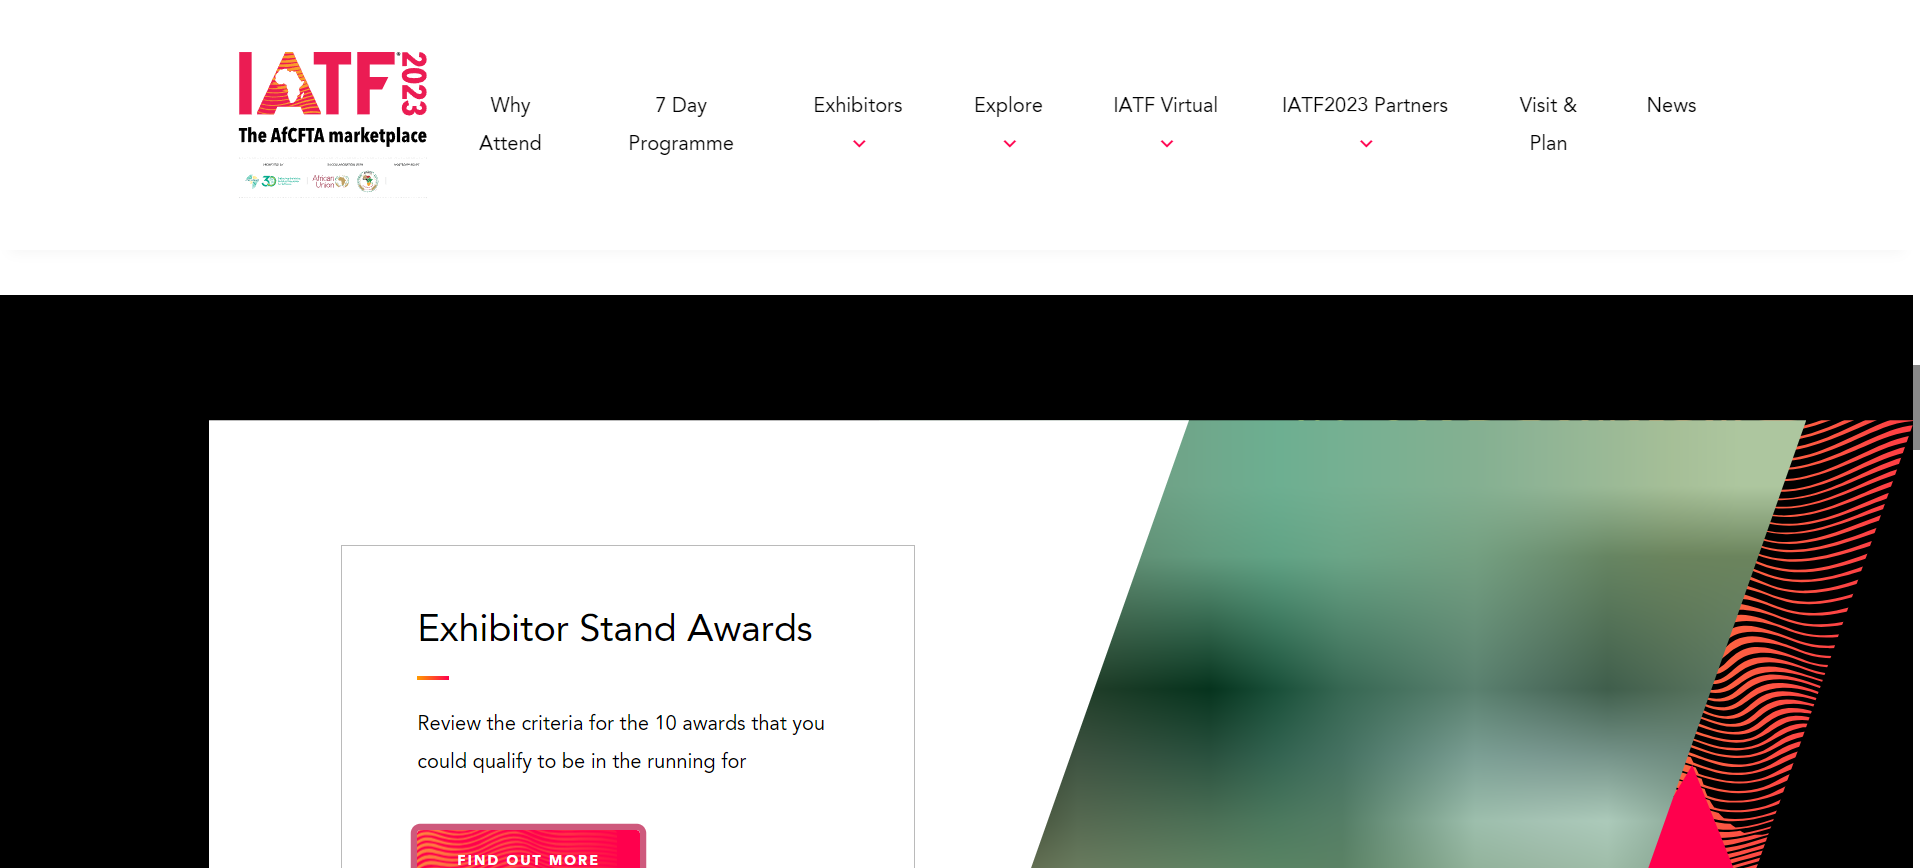 IATF 2023
The AfCFTA marketplace
African Union
Why Attend
7 Day Programme
Exhibitors
Explore
IATF Virtual
IATF2023 Partners
Visit & Plan
News
Exhibitor Stand Awards
Review the criteria for the 10 awards that you
could qualify to be in the running for
FIND OUT MORE